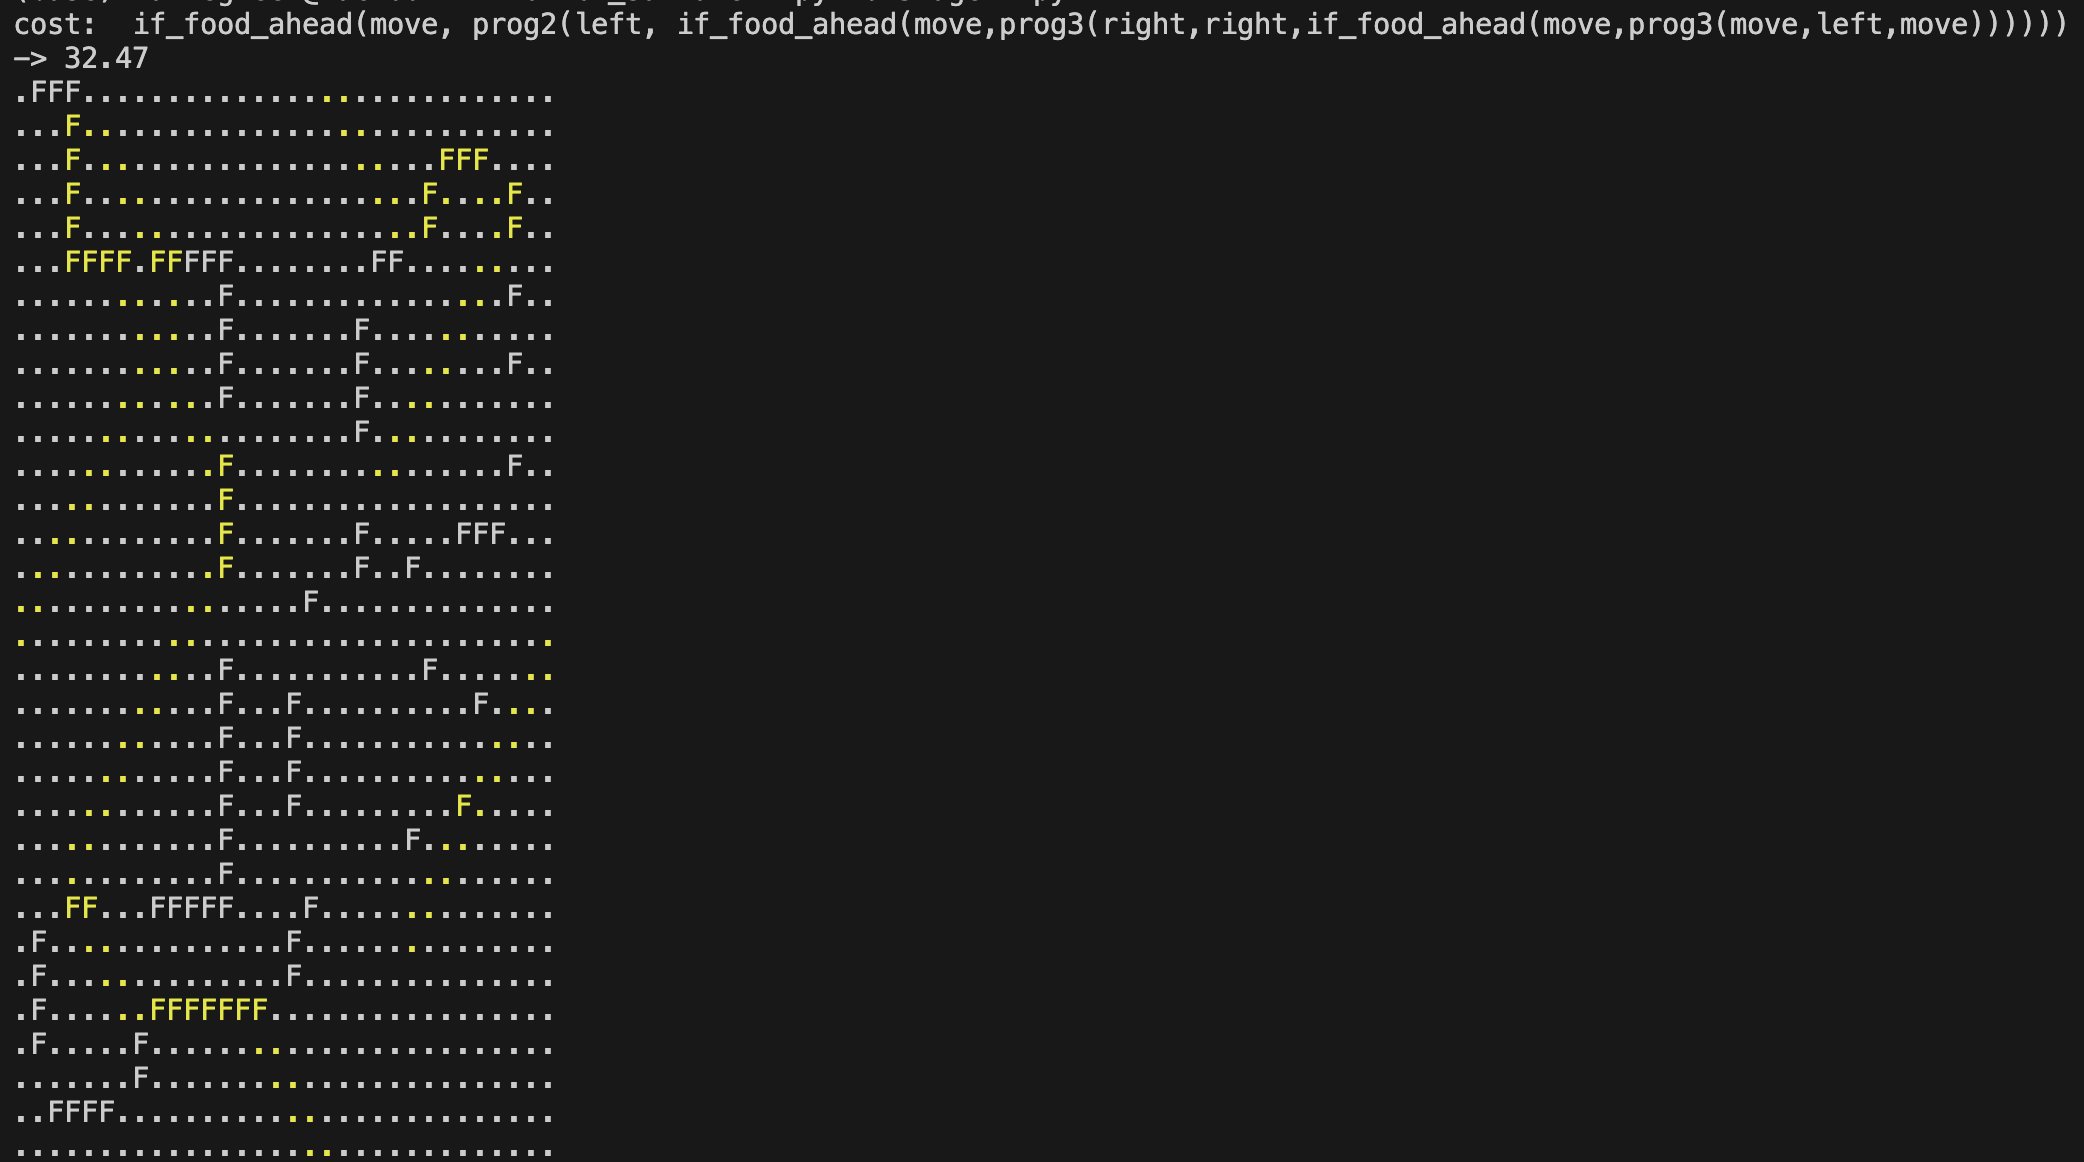 cost:  if_food_ahead(move, prog2(left, if_food_ahead(move,prog3(right,right,if_food_ahead(move,prog3(move,left,move))))))
—> 32.47
.FFF............................
...F............................
...F.....................FFF....
...F....................F....F..
...F....................F....F..
...FFFF.FFFFF........FF.........
............F................F..
............F.......F...........
............F.......F........F..
............F.......F...........
....................F...........
............F................F..
............F...................
............F.......F.....FFF...
............F.......F..F........
.................F..............
................................
............F...........F.......
............F...F..........F....
............F...F...............
............F...F...............
............F...F.........F.....
............F..........F........
............F...................
...FF...FFFFF....F..............
.F..............F...............
.F..............F...............
.F......FFFFFFF.................
.F.....F........................
.......F........................
..FFFF..........................
................................